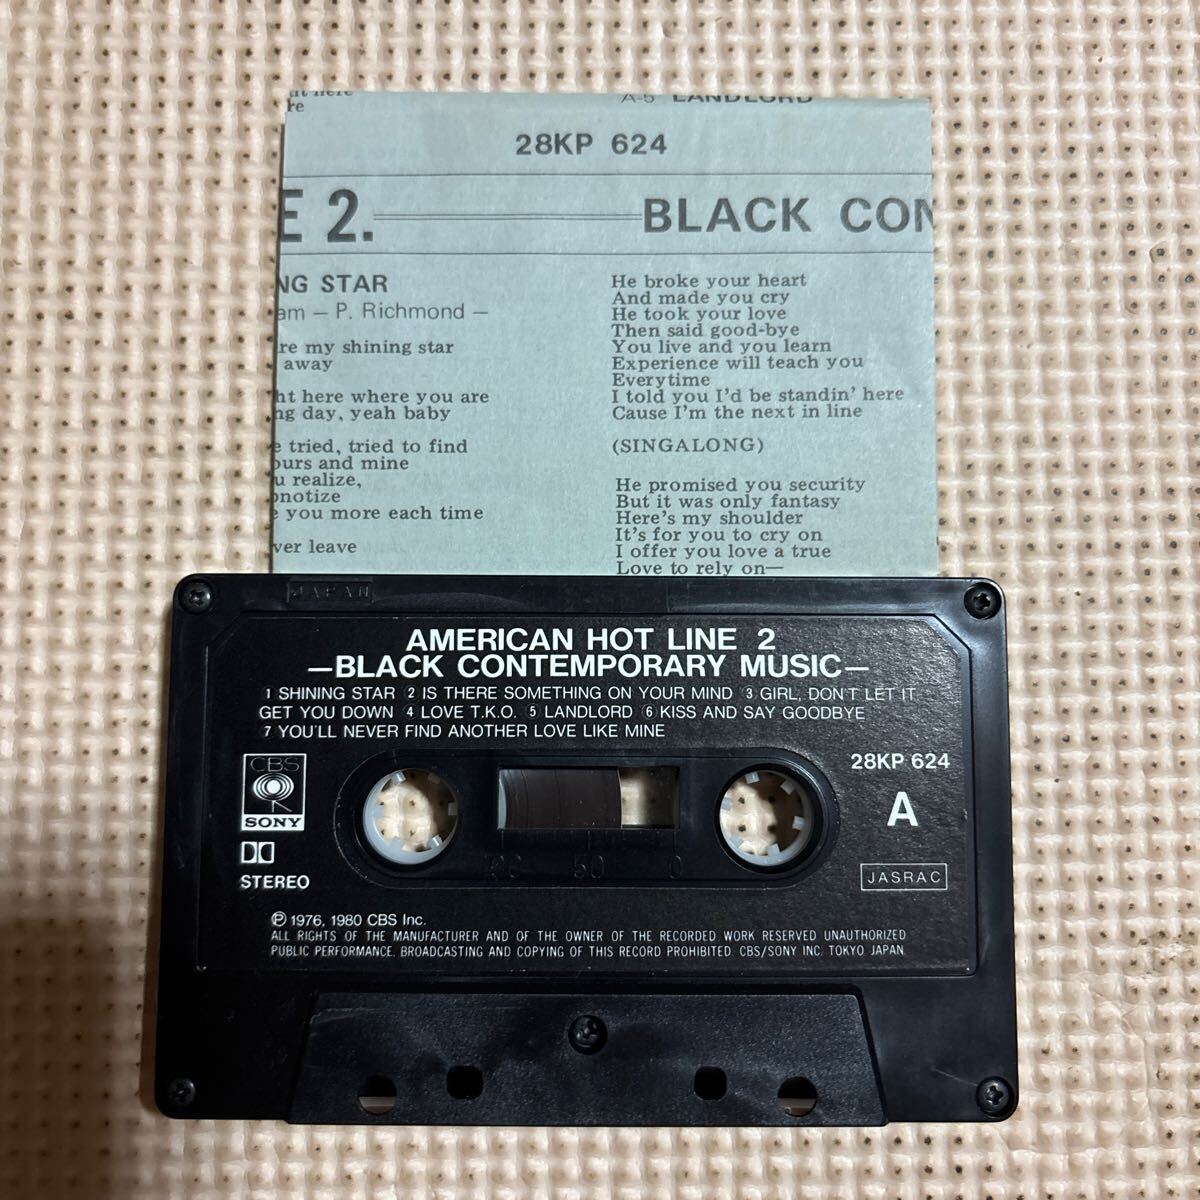 re
A-5 LANDLORD
28KP 624
E 2.
BLACK CON
NG STAR
am – P. Richmond –
re my shining star
away
ht here where you are
ng day, yeah baby
e tried, tried to find
ours and mine
u realize,
pnotize
e you more each time
ver leave
He broke your heart
And made you cry
He took your love
Then said good-bye
You live and you learn
Experience will teach you
Everytime
I told you I'd be standin' here
Cause I'm the next in line
(SINGALONG)
He promised you security
But it was only fantasy
Here's my shoulder
It's for you to cry on
I offer you love a true
Love to rely on—
JAPAN
AMERICAN HOT LINE 2
—BLACK CONTEMPORARY MUSIC—
1 SHINING STAR 2 IS THERE SOMETHING ON YOUR MIND 3 GIRL, DON'T LET IT
GET YOU DOWN 4 LOVE T.K.O. 5 LANDLORD 6 KISS AND SAY GOODBYE
7 YOU'LL NEVER FIND ANOTHER LOVE LIKE MINE
28KP 624
CBS
SONY
A
50 0
STEREO
JASRAC
Ⓟ 1976, 1980 CBS Inc.
ALL RIGHTS OF THE MANUFACTURER AND OF THE OWNER OF THE RECORDED WORK RESERVED UNAUTHORIZED
PUBLIC PERFORMANCE, BROADCASTING AND COPYING OF THIS RECORD PROHIBITED. CBS/SONY INC. TOKYO JAPAN.